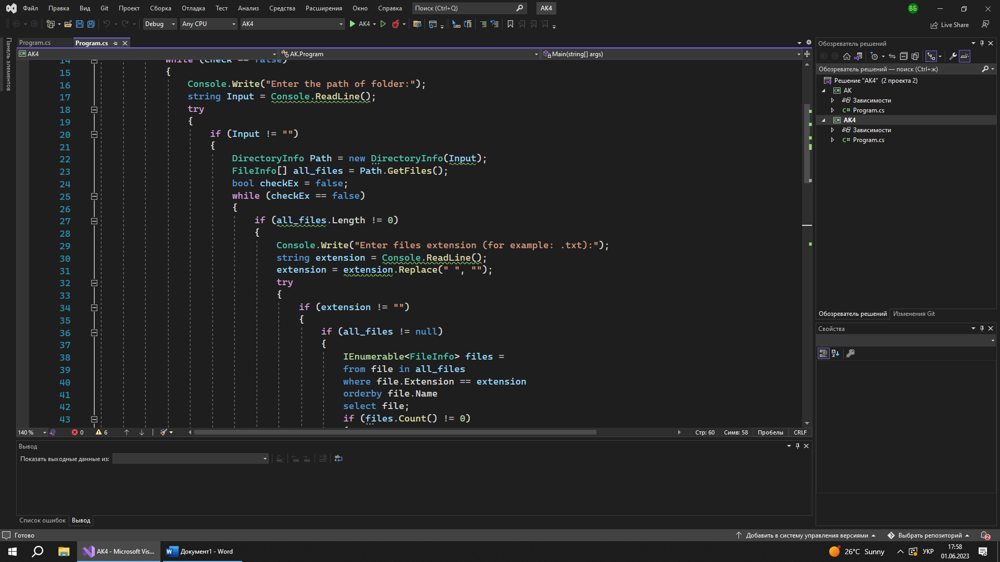 Файл Правка Вид Git Проект Сборка Отладка Тест Анализ Средства Расширения Окно Справка Поиск (Ctrl+Q) AK4 ВБ
Debug Any CPU AK4 AK4 Live Share
Панель элементов
Program.cs Program.cs
AK4 AK.Program Main(string[] args)
14 while (check == false)
15 {
16 Console.Write("Enter the path of folder:");
17 string Input = Console.ReadLine();
18 try
19 {
20 if (Input != "")
21 {
22 DirectoryInfo Path = new DirectoryInfo(Input);
23 FileInfo[] all_files = Path.GetFiles();
24 bool checkEx = false;
25 while (checkEx == false)
26 {
27 if (all_files.Length != 0)
28 {
29 Console.Write("Enter files extension (for example: .txt):");
30 string extension = Console.ReadLine();
31 extension = extension.Replace(" ", "");
32 try
33 {
34 if (extension != "")
35 {
36 if (all_files != null)
37 {
38 IEnumerable<FileInfo> files =
39 from file in all_files
40 where file.Extension == extension
41 orderby file.Name
42 select file;
43 if (files.Count() != 0)
140 % 0 6 Стр: 60 Симв: 58 Пробелы CRLF
Вывод
Показать выходные данные из:
Список ошибок Вывод
Обозреватель решений
Обозреватель решений — поиск (Ctrl+ж)
Решение "AK4" (2 проекта 2)
AK
Зависимости
C# Program.cs
AK4
Зависимости
C# Program.cs
Обозреватель решений Изменения Git
Свойства
Готово Добавить в систему управления версиями Выбрать репозиторий 2
AK4 - Microsoft Vis... Документ1 - Word 26°C Sunny УКР 17:58
01.06.2023